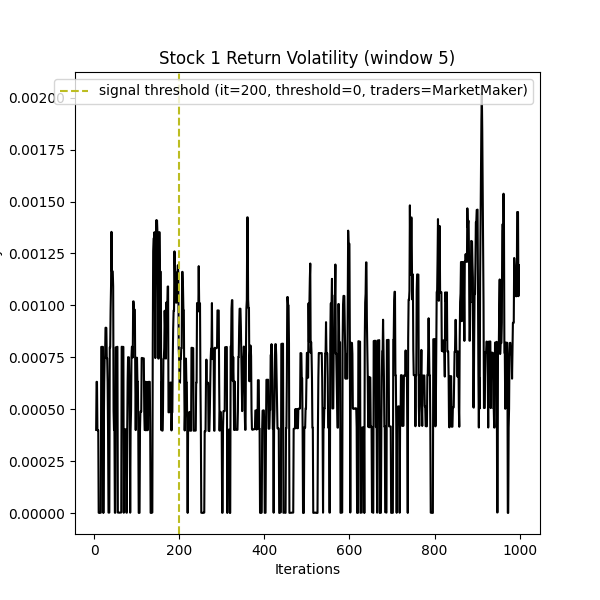 Stock 1 Return Volatility (window 5)
signal threshold (it=200, threshold=0, traders=MarketMaker)
0.00200
0.00175
0.00150
0.00125
0.00100
0.00075
0.00050
0.00025
0.00000
0 200 400 600 800 1000
Iterations